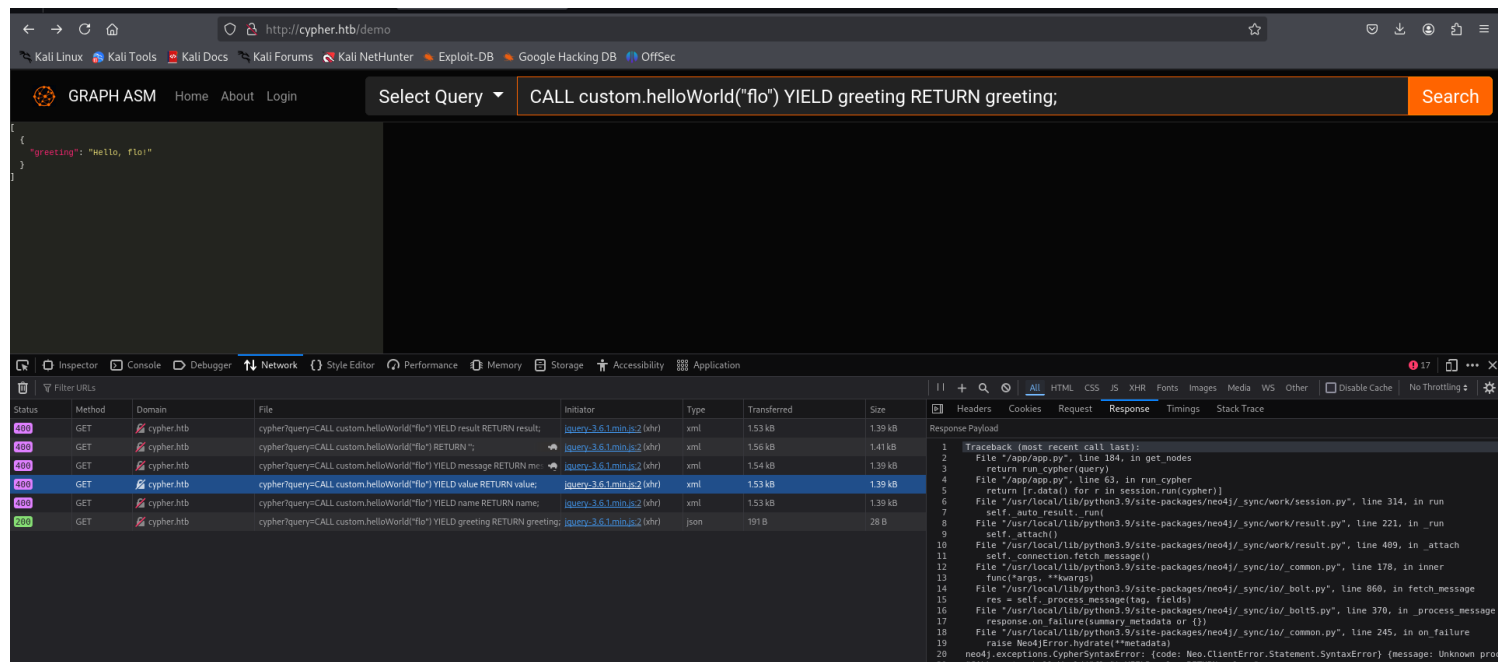 http://cypher.htb/demo
Kali Linux Kali Tools Kali Docs Kali Forums Kali NetHunter Exploit-DB Google Hacking DB OffSec
GRAPH ASM Home About Login Select Query CALL custom.helloWorld("flo") YIELD greeting RETURN greeting; Search
[
{
"greeting": "Hello, flo!"
}
]
Inspector Console Debugger Network Style Editor Performance Memory Storage Accessibility Application 17
Filter URLs All HTML CSS JS XHR Fonts Images Media WS Other Disable Cache No Throttling
Status Method Domain File Initiator Type Transferred Size Headers Cookies Request Response Timings Stack Trace
400 GET cypher.htb cypher?query=CALL custom.helloWorld("flo") YIELD result RETURN result; jquery-3.6.1.min.js:2 (xhr) xml 1.53 kB 1.39 kB
400 GET cypher.htb cypher?query=CALL custom.helloWorld("flo") RETURN ''; jquery-3.6.1.min.js:2 (xhr) xml 1.56 kB 1.41 kB
400 GET cypher.htb cypher?query=CALL custom.helloWorld("flo") YIELD message RETURN mes jquery-3.6.1.min.js:2 (xhr) xml 1.54 kB 1.39 kB
400 GET cypher.htb cypher?query=CALL custom.helloWorld("flo") YIELD value RETURN value; jquery-3.6.1.min.js:2 (xhr) xml 1.53 kB 1.39 kB
400 GET cypher.htb cypher?query=CALL custom.helloWorld("flo") YIELD name RETURN name; jquery-3.6.1.min.js:2 (xhr) xml 1.53 kB 1.39 kB
200 GET cypher.htb cypher?query=CALL custom.helloWorld("flo") YIELD greeting RETURN greeting; jquery-3.6.1.min.js:2 (xhr) json 191 B 28 B
Response Payload
1 Traceback (most recent call last):
2 File "/app/app.py", line 184, in get_nodes
3 return run_cypher(query)
4 File "/app/app.py", line 63, in run_cypher
5 return [r.data() for r in session.run(cypher)]
6 File "/usr/local/lib/python3.9/site-packages/neo4j/_sync/work/session.py", line 314, in run
7 self._auto_result._run(
8 File "/usr/local/lib/python3.9/site-packages/neo4j/_sync/work/result.py", line 221, in _run
9 self._attach()
10 File "/usr/local/lib/python3.9/site-packages/neo4j/_sync/work/result.py", line 409, in _attach
11 self._connection.fetch_message()
12 File "/usr/local/lib/python3.9/site-packages/neo4j/_sync/io/_common.py", line 178, in inner
13 func(*args, **kwargs)
14 File "/usr/local/lib/python3.9/site-packages/neo4j/_sync/io/_bolt.py", line 860, in fetch_message
15 res = self._process_message(tag, fields)
16 File "/usr/local/lib/python3.9/site-packages/neo4j/_sync/io/_bolt5.py", line 370, in _process_message
17 response.on_failure(summary_metadata or {})
18 File "/usr/local/lib/python3.9/site-packages/neo4j/_sync/io/_common.py", line 245, in on_failure
19 raise Neo4jError.hydrate(**metadata)
20 neo4j.exceptions.CypherSyntaxError: {code: Neo.ClientError.Statement.SyntaxError} {message: Unknown proc